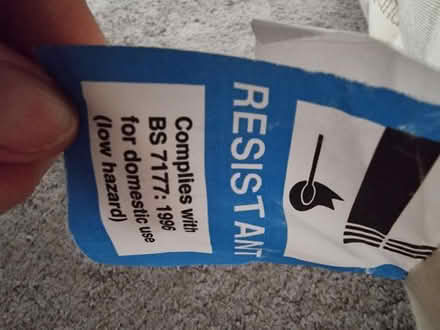 RESISTANT
Complies with
BS 7177: 1996
for domestic use
(low hazard)